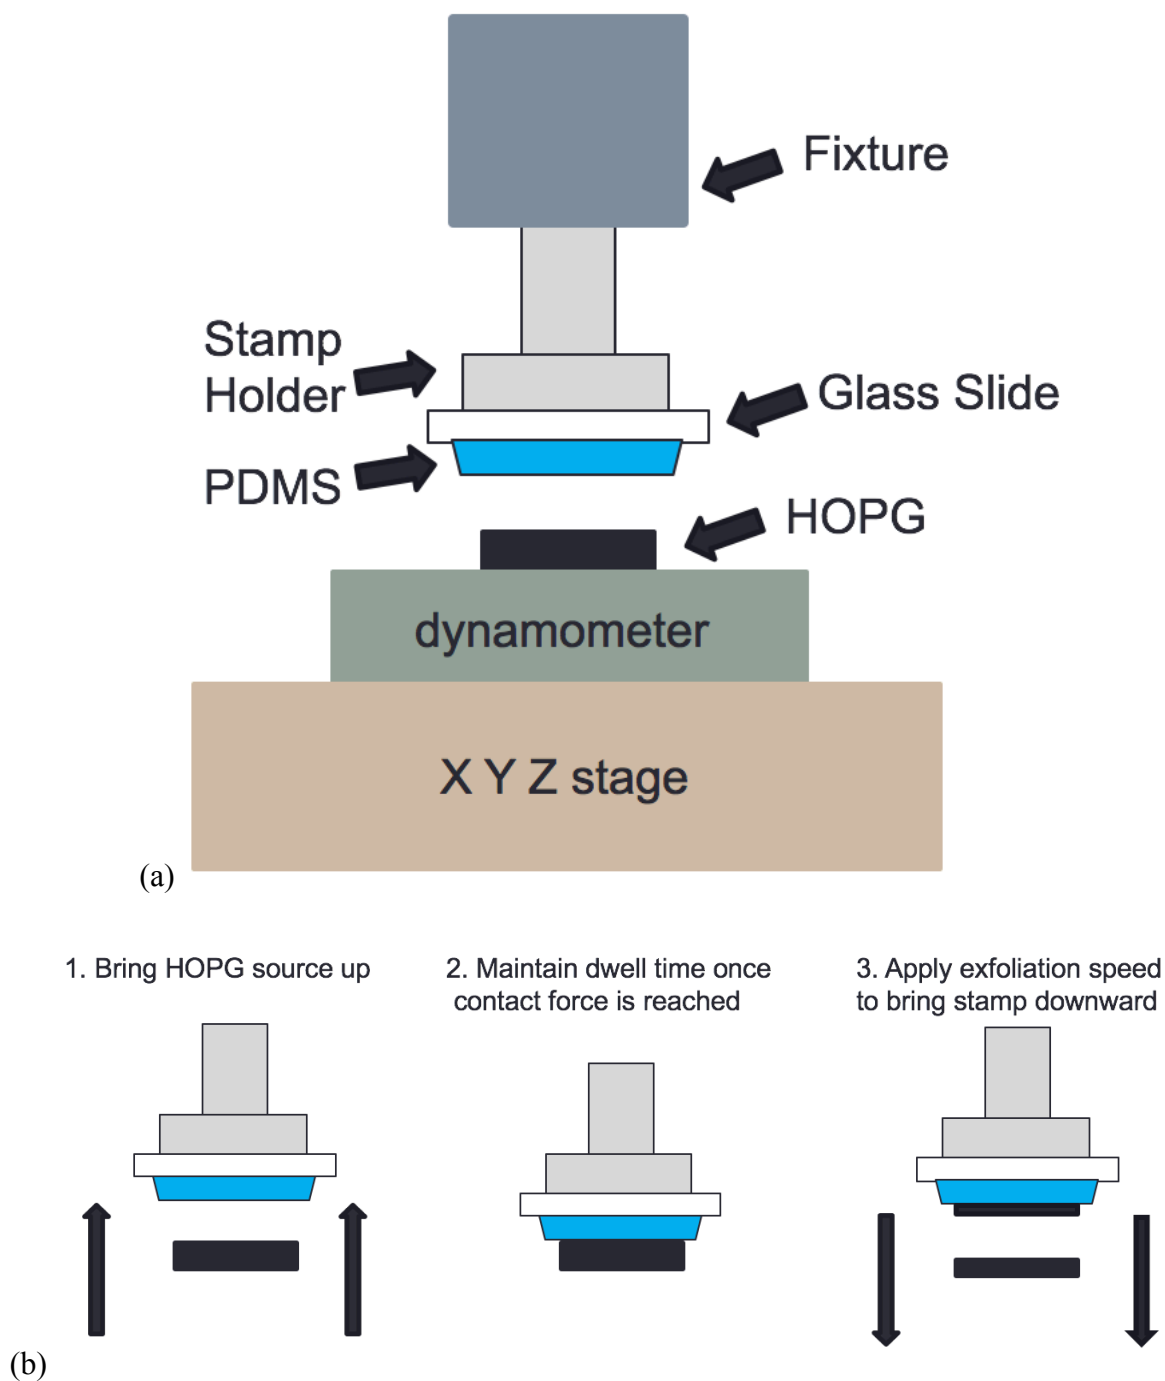 Fixture
Stamp
Holder
Glass Slide
PDMS
HOPG
dynamometer
X Y Z stage
(a)
1. Bring HOPG source up
2. Maintain dwell time once
contact force is reached
3. Apply exfoliation speed
to bring stamp downward
(b)